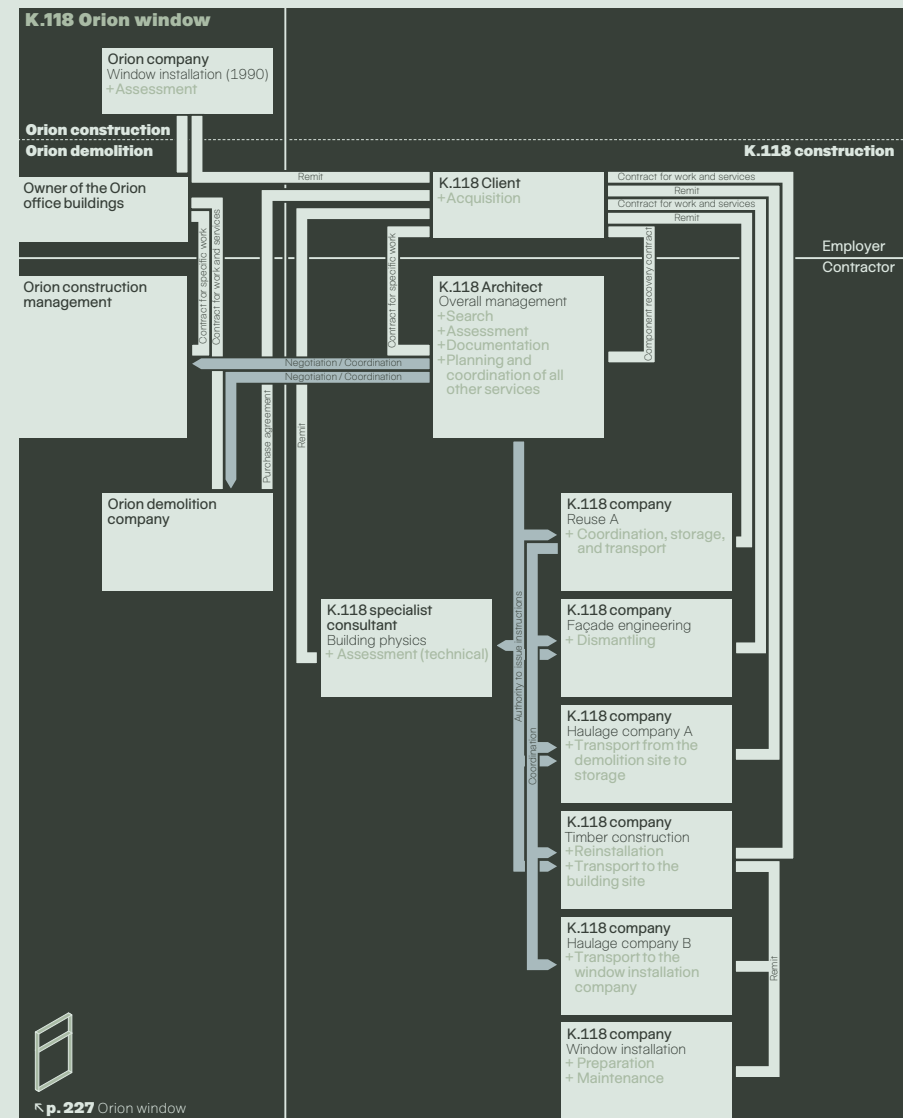 K.118 Orion window
Orion company
Window installation (1990)
+Assessment
Orion construction
Orion demolition
K.118 construction
Owner of the Orion
office buildings
Remit
K.118 Client
+Acquisition
Contract for work and services
Remit
Contract for work and services
Remit
Contract for specific work
Contract for work and services
Contract for specific work
Component recovery contract
Employer
Contractor
Orion construction
management
K.118 Architect
Overall management
+Search
+Assessment
+Documentation
+Planning and
coordination of all
other services
Negotiation / Coordination
Negotiation / Coordination
Purchase agreement
Remit
Orion demolition
company
K.118 company
Reuse A
+ Coordination, storage,
and transport
K.118 specialist
consultant
Building physics
+ Assessment (technical)
Authority to issue instructions
Coordination
K.118 company
Façade engineering
+ Dismantling
K.118 company
Haulage company A
+Transport from the
demolition site to
storage
K.118 company
Timber construction
+Reinstallation
+Transport to the
building site
K.118 company
Haulage company B
+Transport to the
window installation
company
Remit
K.118 company
Window installation
+ Preparation
+ Maintenance
↖p. 227 Orion window